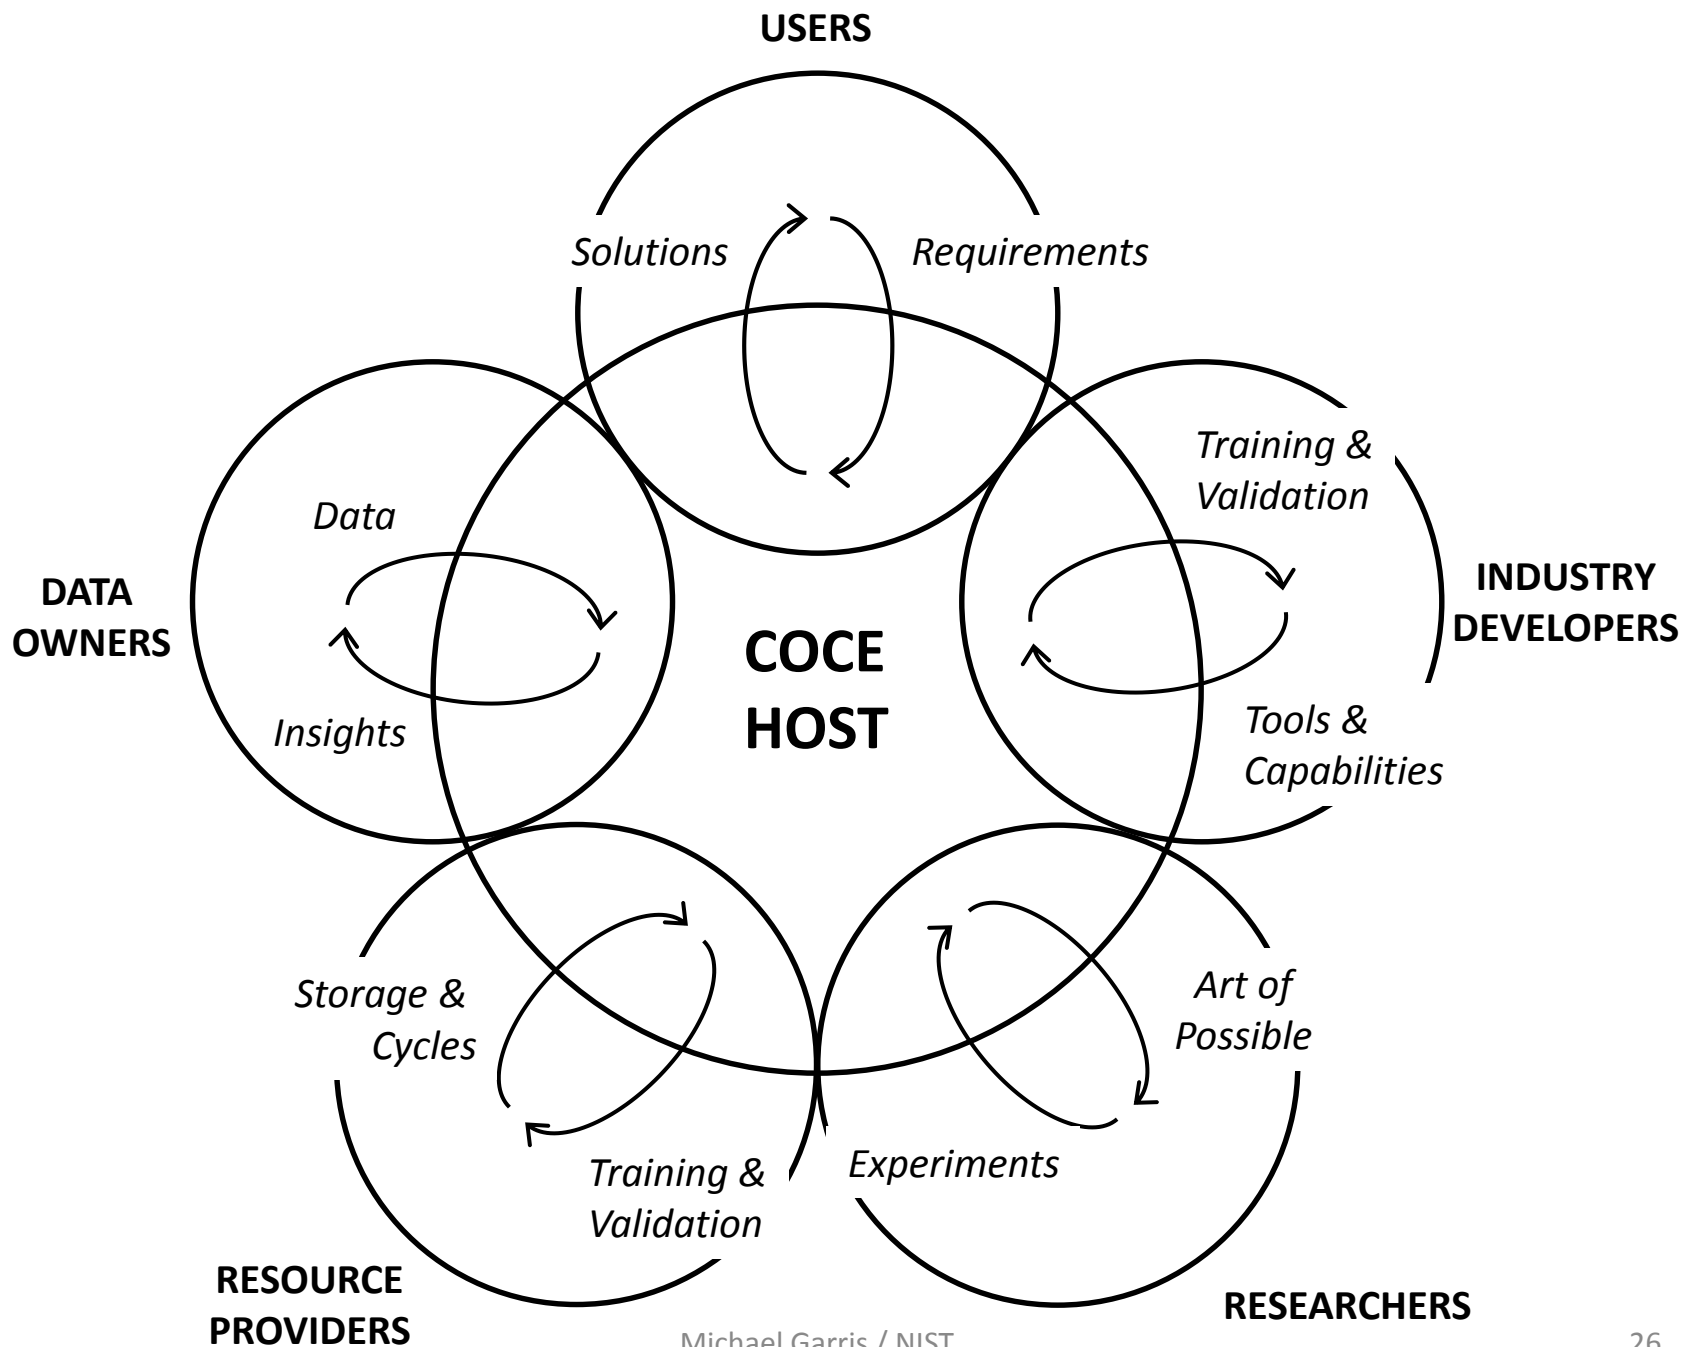 USERS
Solutions
Requirements
Training &
Validation
Data
DATA
OWNERS
INDUSTRY
DEVELOPERS
COCE
HOST
Insights
Tools &
Capabilities
Storage &
Cycles
Art of
Possible
Training &
Validation
Experiments
RESOURCE
PROVIDERS
RESEARCHERS
Michael Garris / NIST
26